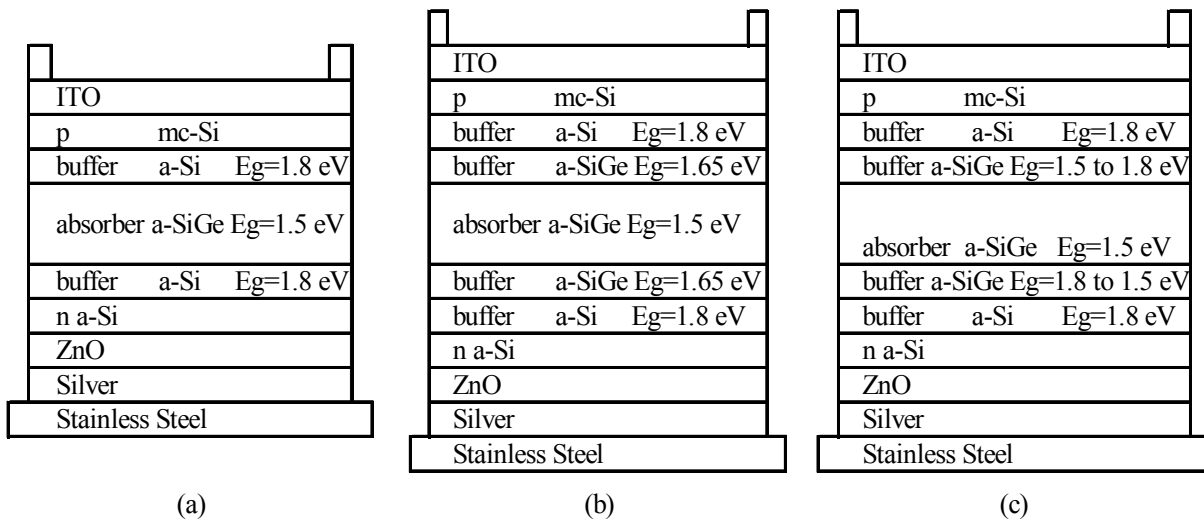 ITO
p mc-Si
buffer a-Si Eg=1.8 eV
absorber a-SiGe Eg=1.5 eV
buffer a-Si Eg=1.8 eV
n a-Si
ZnO
Silver
Stainless Steel
(a)
ITO
p mc-Si
buffer a-Si Eg=1.8 eV
buffer a-SiGe Eg=1.65 eV
absorber a-SiGe Eg=1.5 eV
buffer a-SiGe Eg=1.65 eV
buffer a-Si Eg=1.8 eV
n a-Si
ZnO
Silver
Stainless Steel
(b)
ITO
p mc-Si
buffer a-Si Eg=1.8 eV
buffer a-SiGe Eg=1.5 to 1.8 eV
absorber a-SiGe Eg=1.5 eV
buffer a-SiGe Eg=1.8 to 1.5 eV
buffer a-Si Eg=1.8 eV
n a-Si
ZnO
Silver
Stainless Steel
(c)